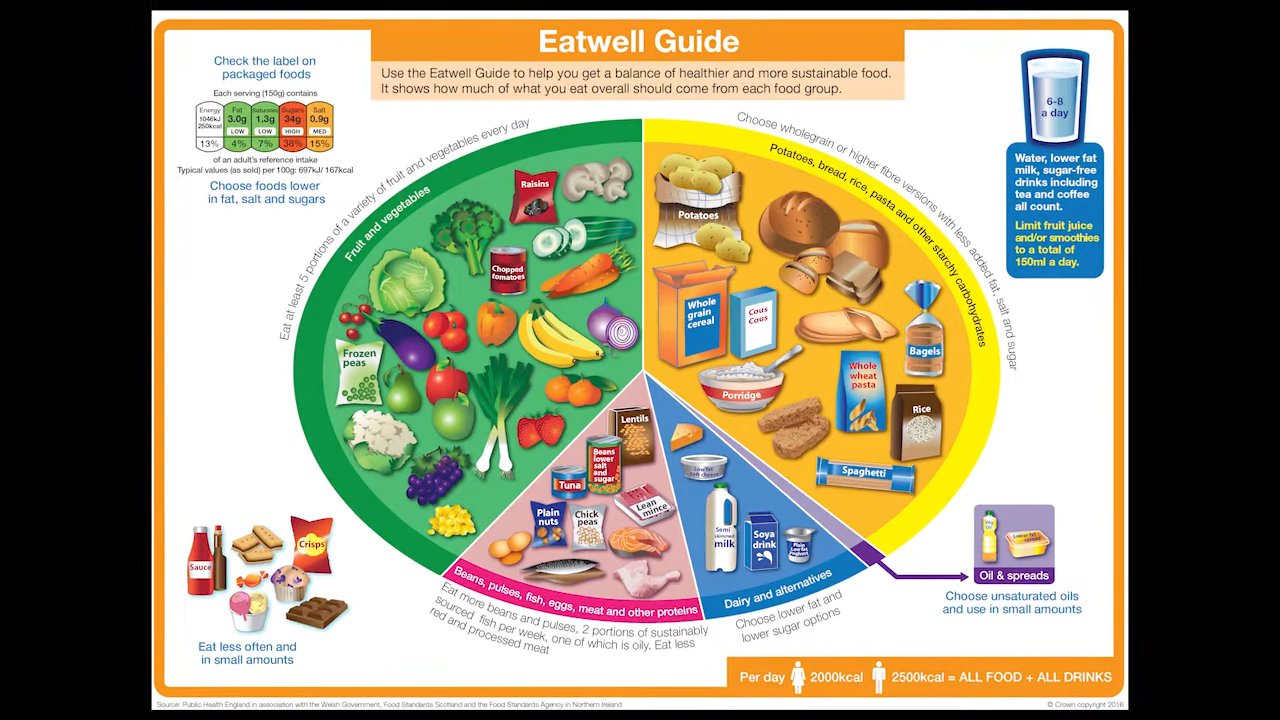 Eatwell Guide
Use the Eatwell Guide to help you get a balance of healthier and more sustainable food.
It shows how much of what you eat overall should come from each food group.
Check the label on
packaged foods
Each serving (150g) contains
Energy
1046kJ
250kcal
13%
Fat
3.0g
LOW
4%
Saturates
1.3g
LOW
7%
Sugars
34g
HIGH
38%
Salt
0.9g
MED
15%
of an adult's reference intake
Typical values (as sold) per 100g: 697kJ/ 167kcal
Choose foods lower
in fat, salt and sugars
6-8
a day
Water, lower fat
milk, sugar-free
drinks including
tea and coffee
all count.
Limit fruit juice
and/or smoothies
to a total of
150ml a day.
Eat at least 5 portions of a variety of fruit and vegetables every day
Fruit and vegetables
Raisins
Chopped
tomatoes
Frozen
peas
Choose wholegrain or higher fibre versions with less added fat, salt and sugar
Potatoes, bread, rice, pasta and other starchy carbohydrates
Potatoes
Whole
grain
cereal
Cous
Cous
Bagels
Porridge
Whole
wheat
pasta
Rice
Spaghetti
Lentils
Beans
lower
salt
and
sugar
Tuna
Lean
mince
Plain
nuts
Chick
peas
Beans, pulses, fish, eggs, meat and other proteins
Eat more beans and pulses, 2 portions of sustainably
sourced fish per week, one of which is oily. Eat less
red and processed meat
Low fat
soft cheese
Semi
skimmed
milk
Soya
drink
Plain
Low fat
Yoghurt
Dairy and alternatives
Choose lower fat and
lower sugar options
Veg
Oil
Lower fat
spread
Oil & spreads
Choose unsaturated oils
and use in small amounts
Sauce
Crisps
Eat less often and
in small amounts
Per day 2000kcal 2500kcal = ALL FOOD + ALL DRINKS
Source: Public Health England in association with the Welsh Government, Food Standards Scotland and the Food Standards Agency in Northern Ireland
© Crown copyright 2016